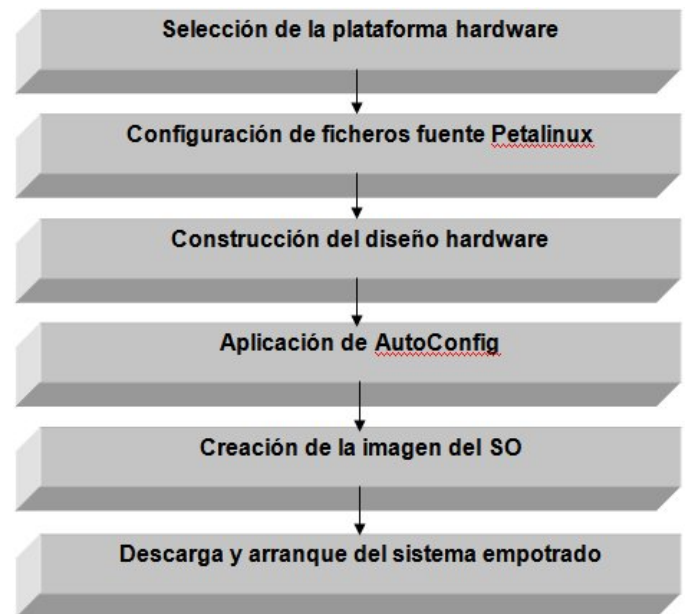 Selección de la plataforma hardware
Configuración de ficheros fuente Petalinux
Construcción del diseño hardware
Aplicación de AutoConfig
Creación de la imagen del SO
Descarga y arranque del sistema empotrado